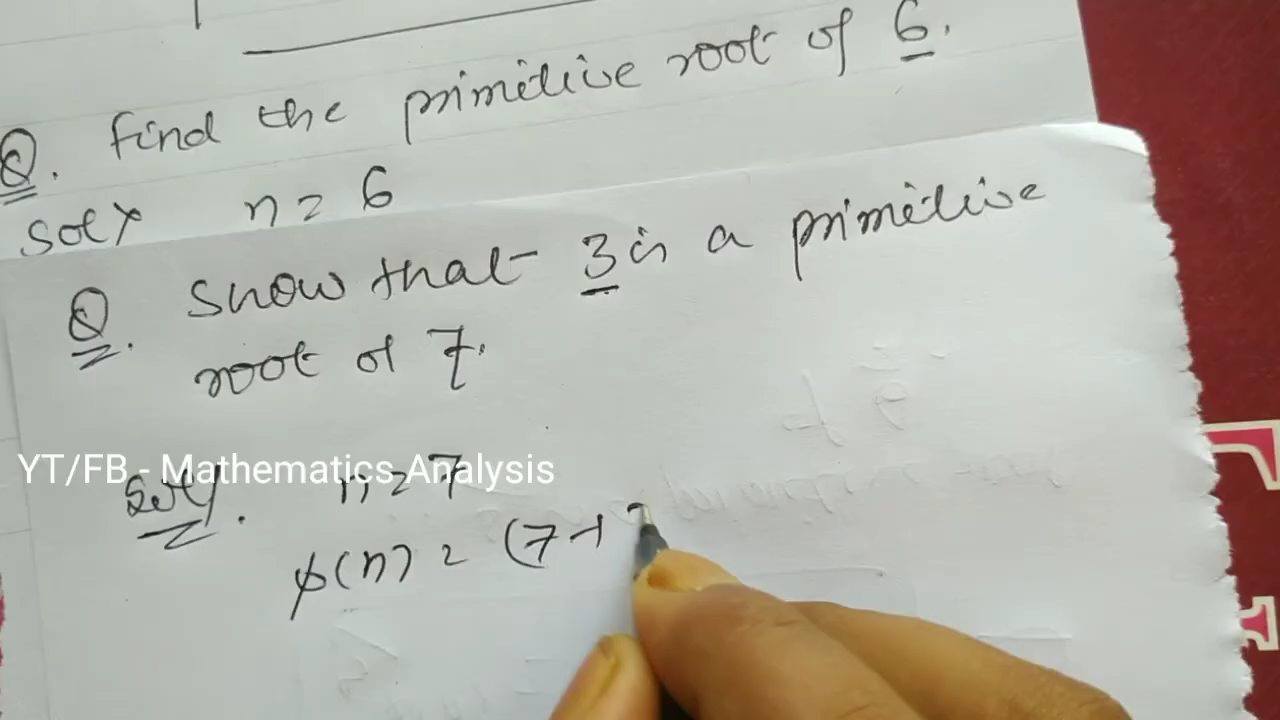 Q. Find the primitive root of 6.
Sol/ n = 6
Q. Show that 3 is a primitive
root of 7.
YT/FB - Mathematics Analysis
Sol/. n = 7
ϕ(n) = (7-1